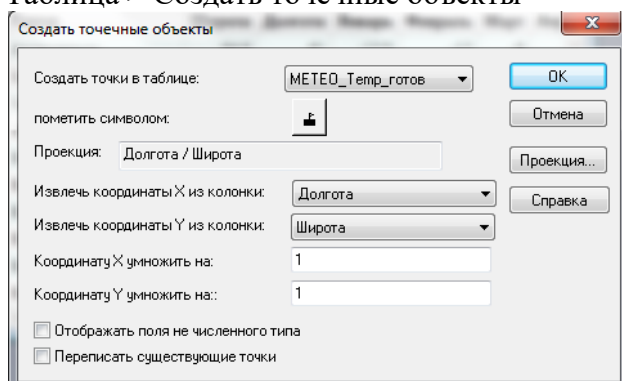 Таблица> Создать точечные объекты
Создать точечные объекты
Создать точки в таблице: METEO_Temp_готов OK
пометить символом: Отмена
Проекция: Долгота / Широта Проекция...
Извлечь координаты X из колонки: Долгота Справка
Извлечь координаты Y из колонки: Широта
Координату X умножить на: 1
Координату Y умножить на:: 1
Отображать поля не численного типа
Переписать существующие точки